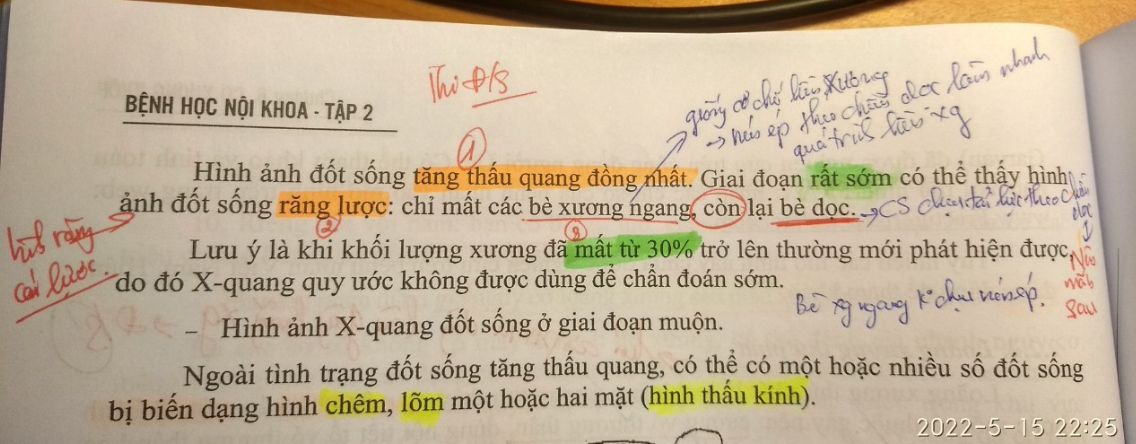 Thi Đ/S
BỆNH HỌC NỘI KHOA - TẬP 2
giống cơ chế liền xương
→ nén ép theo chiều dọc làm nhanh
quá trình liền xg
①
Hình ảnh đốt sống tăng thấu quang đồng nhất. Giai đoạn rất sớm có thể thấy hình
ảnh đốt sống răng lược: chỉ mất các bè xương ngang, còn lại bè dọc. → CS chịu tải lực theo chiều
dọc
②
③
hình răng
cái lược.
Lưu ý là khi khối lượng xương đã mất từ 30% trở lên thường mới phát hiện được,
do đó X-quang quy ước không được dùng để chẩn đoán sớm.
Nên
mất
sau
Bè xg ngang k chịu nén ép.
– Hình ảnh X-quang đốt sống ở giai đoạn muộn.
Ngoài tình trạng đốt sống tăng thấu quang, có thể có một hoặc nhiều số đốt sống
bị biến dạng hình chêm, lõm một hoặc hai mặt (hình thấu kính).
2022-5-15 22:25